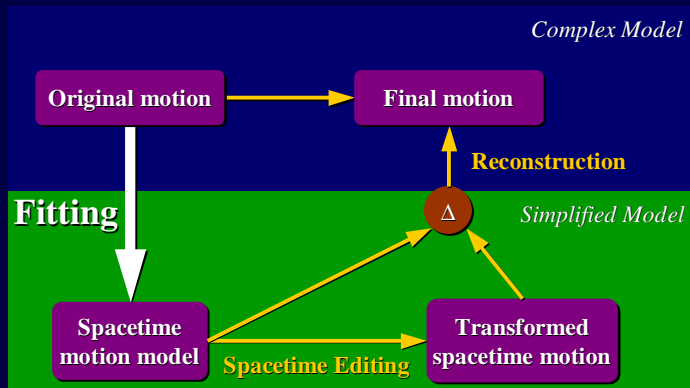 Complex Model
Original motion
Final motion
Reconstruction
Fitting
Δ
Simplified Model
Spacetime
motion model
Spacetime Editing
Transformed
spacetime motion